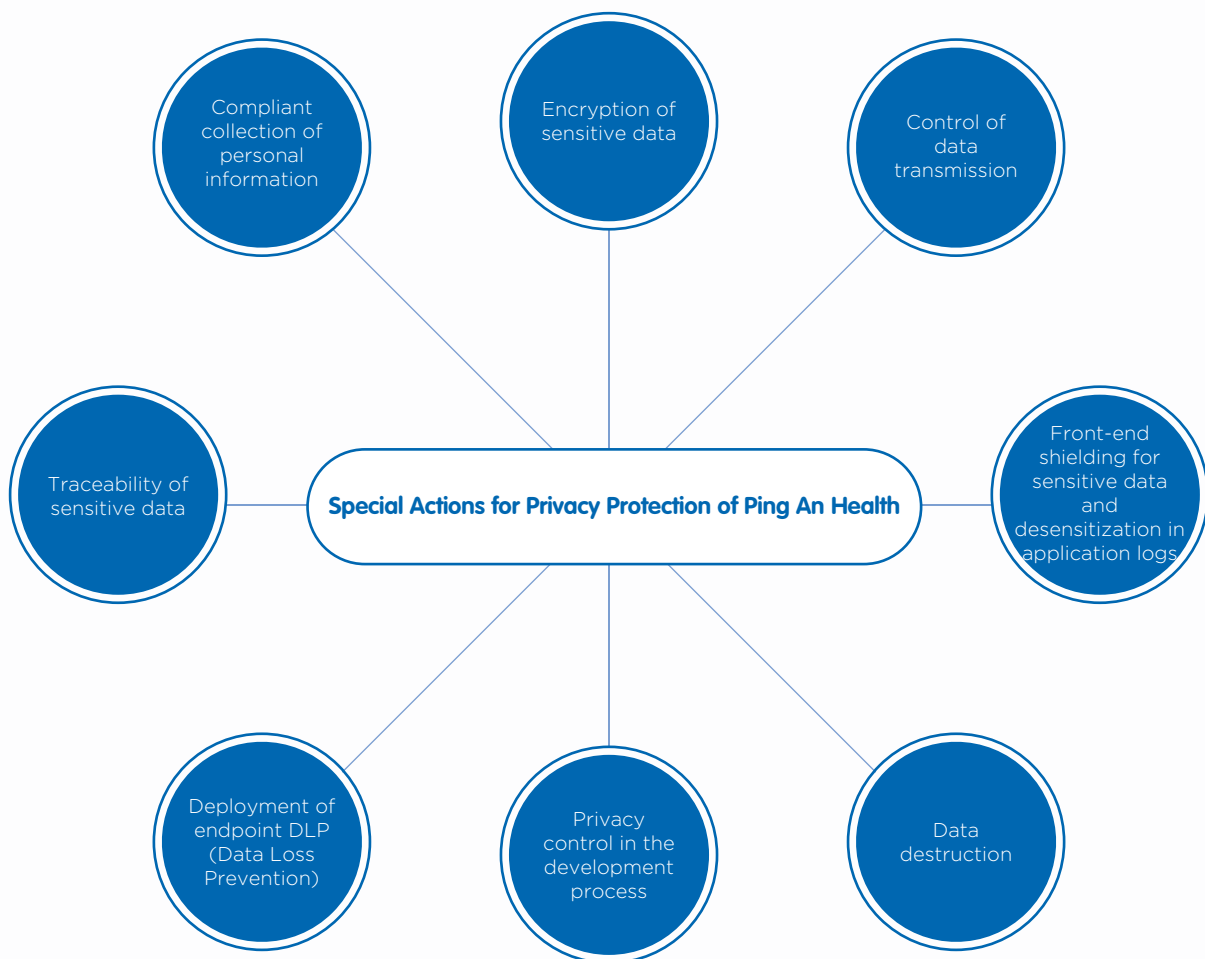 Compliant
collection of
personal
information
Encryption of
sensitive data
Control of
data
transmission
Traceability of
sensitive data
Special Actions for Privacy Protection of Ping An Health
Front-end
shielding for
sensitive data
and
desensitization in
application logs
Deployment of
endpoint DLP
(Data Loss
Prevention)
Privacy
control in the
development
process
Data
destruction